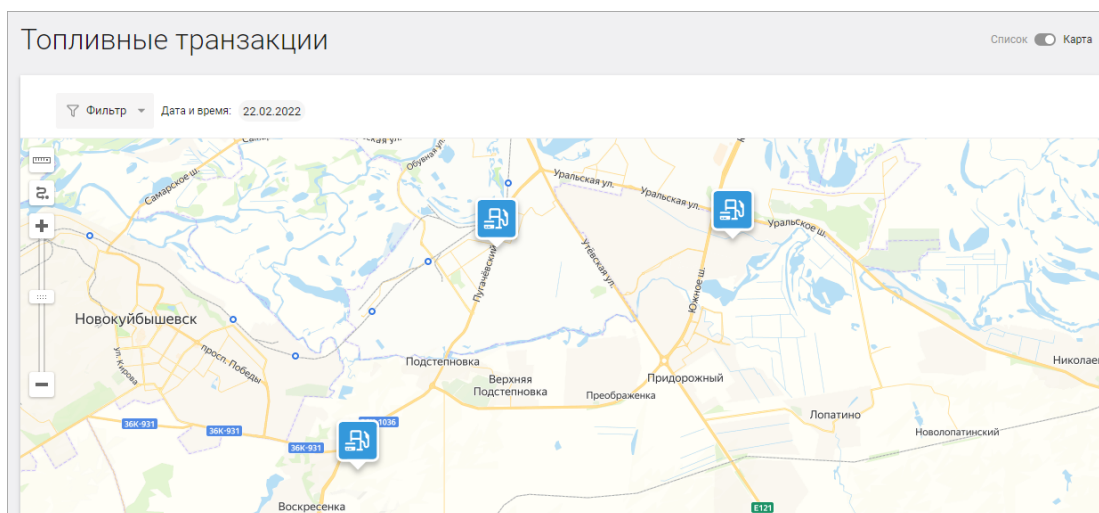 Топливные транзакции
Список
Карта
Фильтр
Дата и время:
22.02.2022
Обувная ул.
Самарское ш.
Уральская ул.
Уральская ул.
Уральское ш.
Утёвская ул.
Пугачёвский
Южное ш.
Новокуйбышевск
ул. Кирова
просп. Победы
Подстепновка
Верхняя
Подстепновка
Преображенка
Придорожный
Николаев
Лопатино
Новолопатинский
36К-931
36К-931
36К-931
1036
Воскресенка
E121